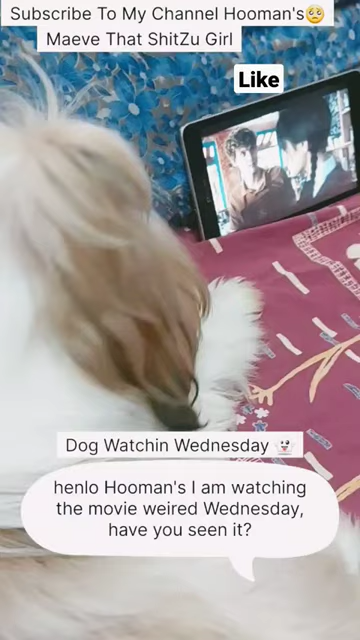 Subscribe To My Channel Hooman's🥺
Maeve That ShitZu Girl
Like
Dog Watchin Wednesday 👻
henlo Hooman's I am watching
the movie weired Wednesday,
have you seen it?